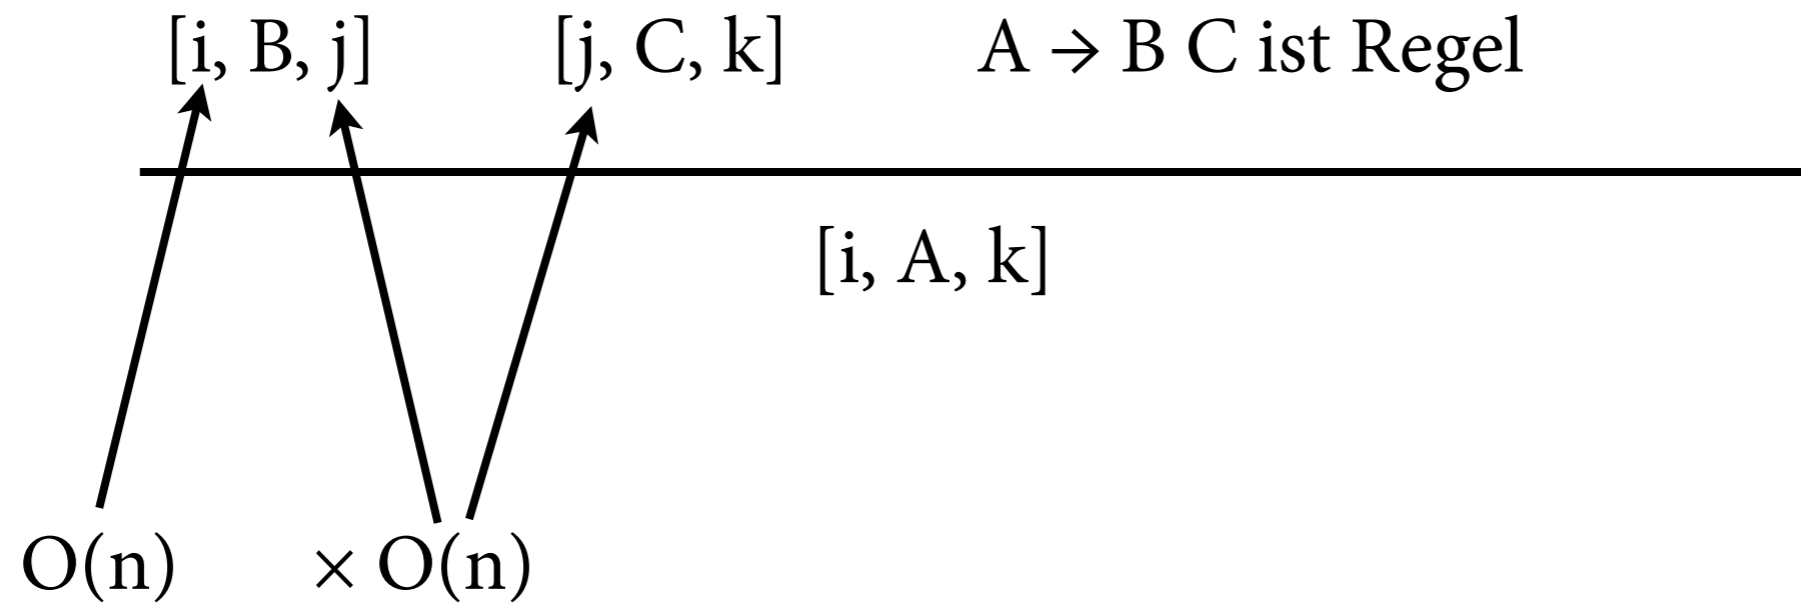 [i, B, j] [j, C, k] A → B C ist Regel
[i, A, k]
O(n) × O(n)